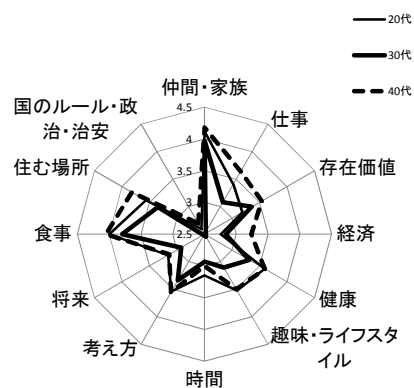 20代
30代
40代
仲間・家族
仕事
存在価値
経済
健康
趣味・ライフスタ
イル
時間
考え方
将来
食事
住む場所
国のルール・政
治・治安
4.5
4
3.5
3
2.5